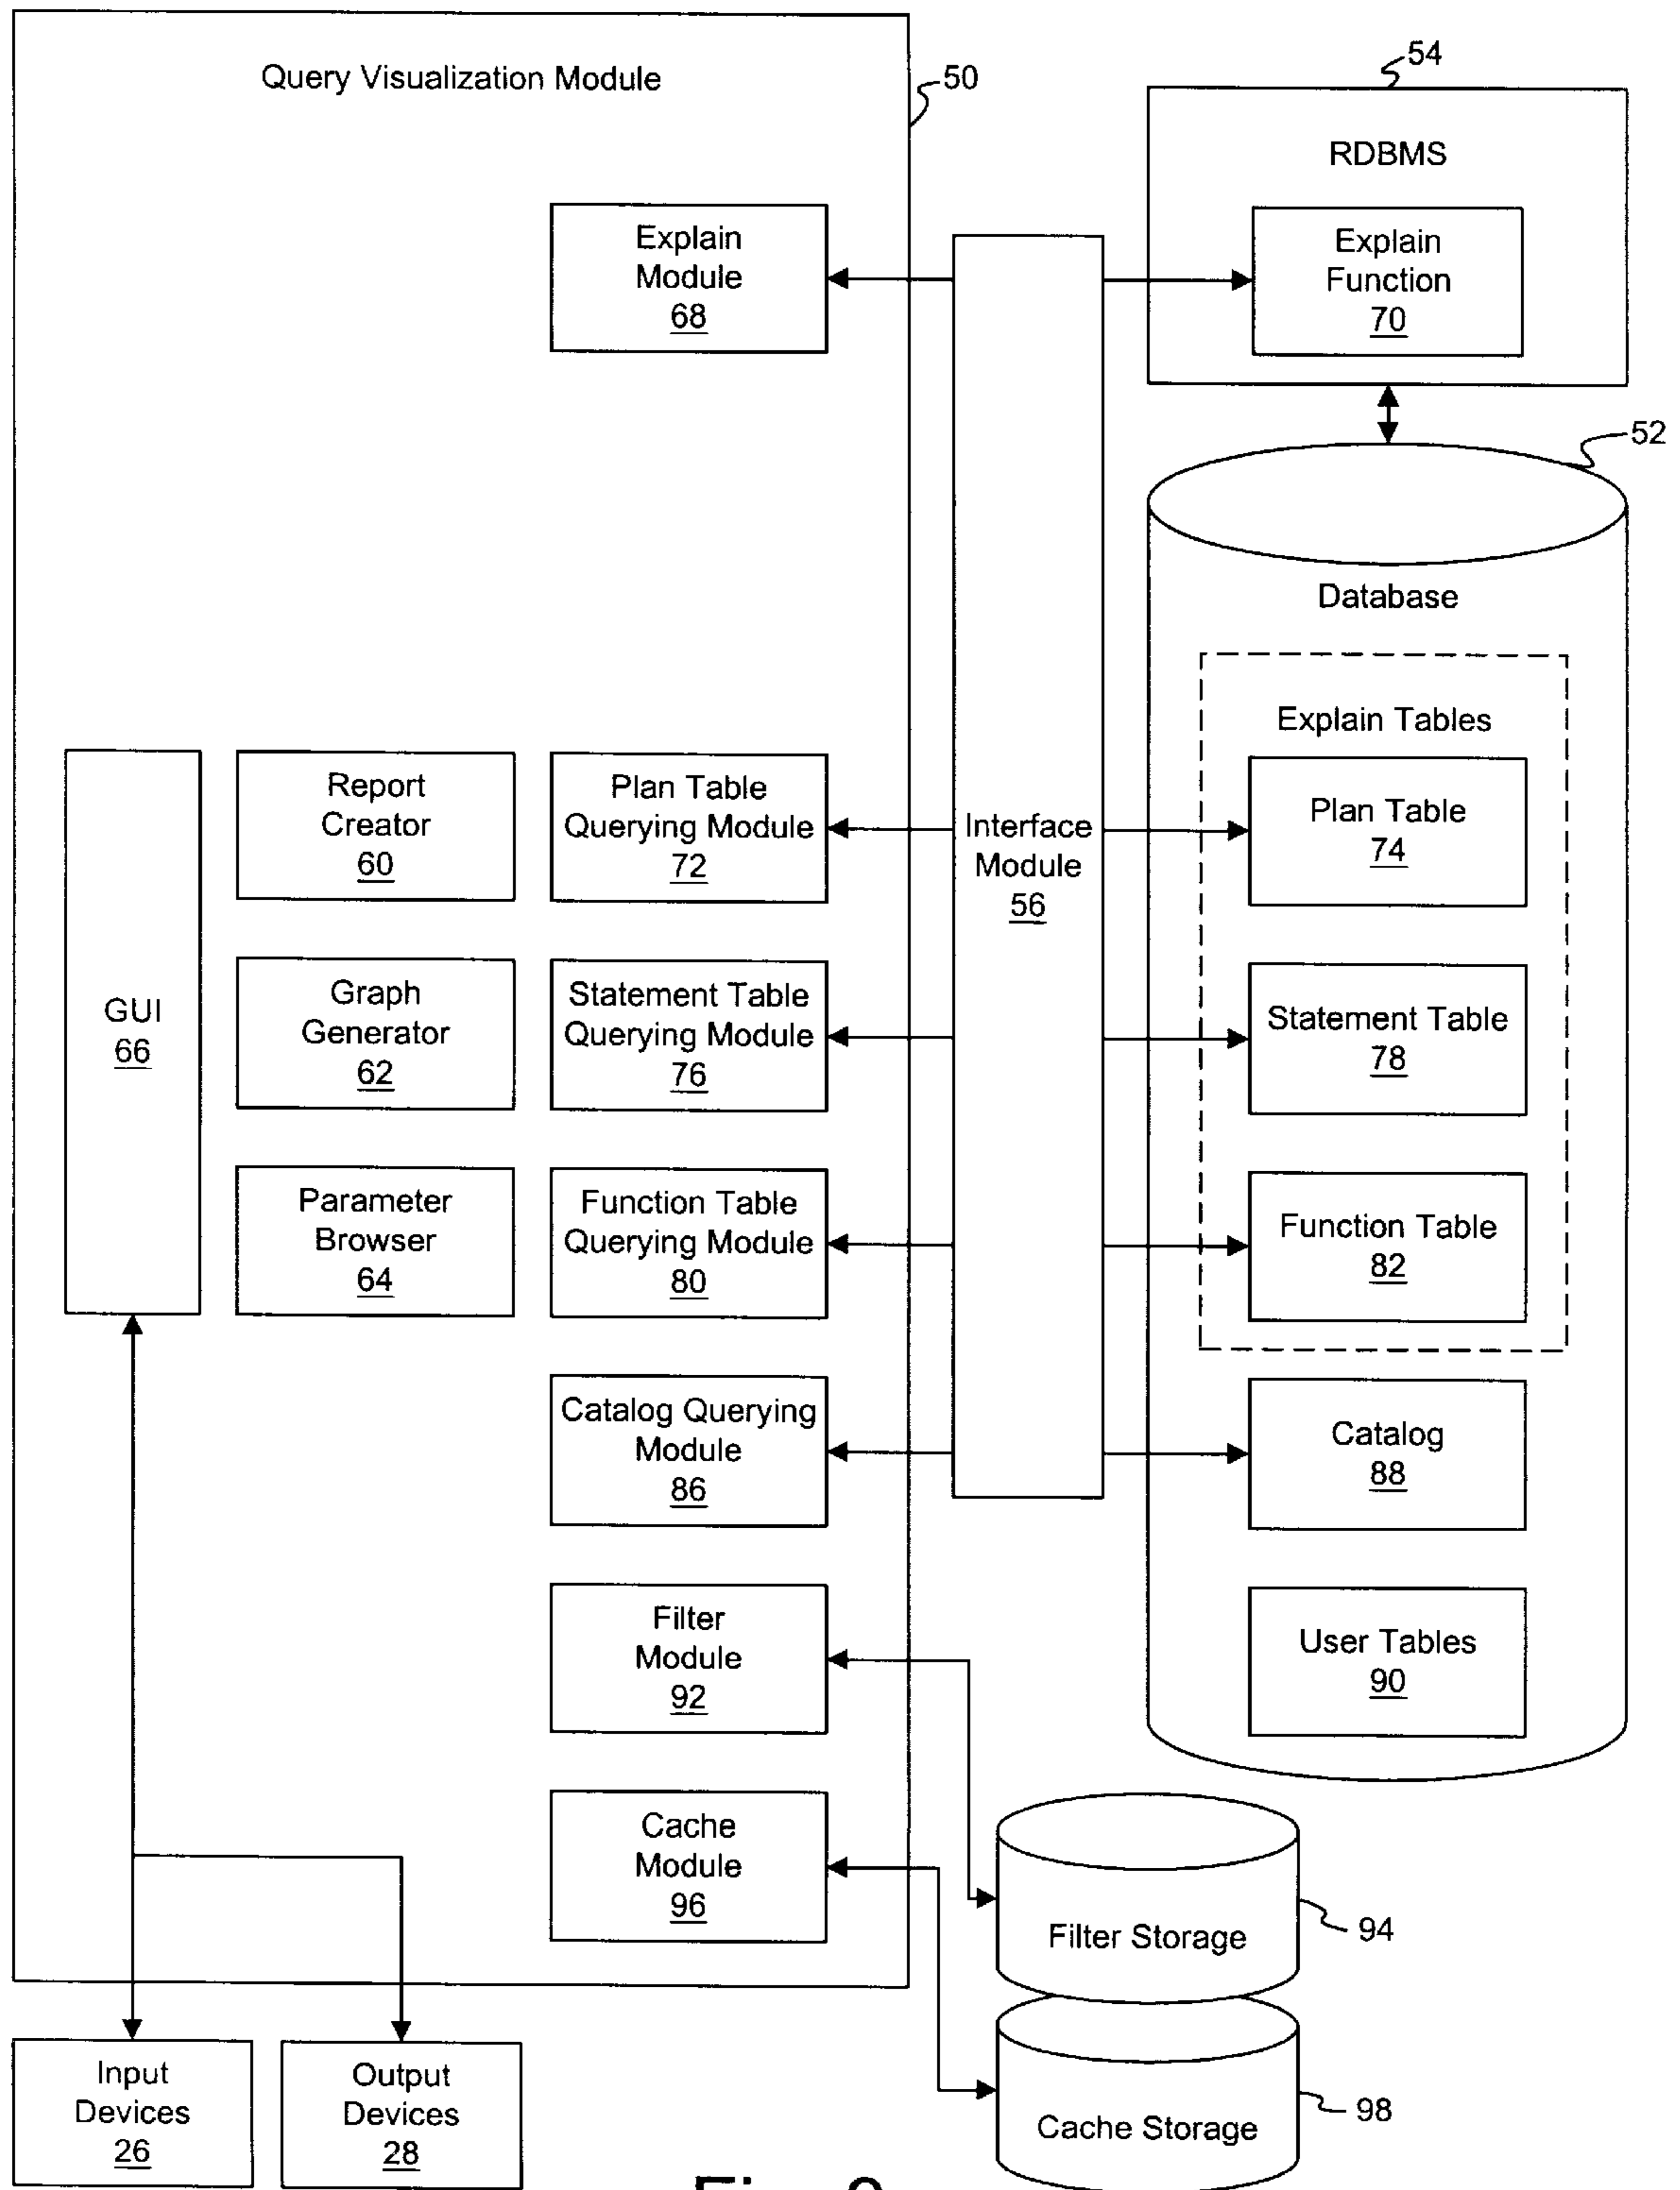 Query Visualization Module
50
54
RDBMS
Explain
Module
68
Explain
Function
70
52
Database
Explain Tables
GUI
66
Report
Creator
60
Plan Table
Querying Module
72
Interface
Module
56
Plan Table
74
Graph
Generator
62
Statement Table
Querying Module
76
Statement Table
78
Parameter
Browser
64
Function Table
Querying Module
80
Function Table
82
Catalog Querying
Module
86
Catalog
88
Filter
Module
92
User Tables
90
Cache
Module
96
Filter Storage
94
Input
Devices
26
Output
Devices
28
Cache Storage
98